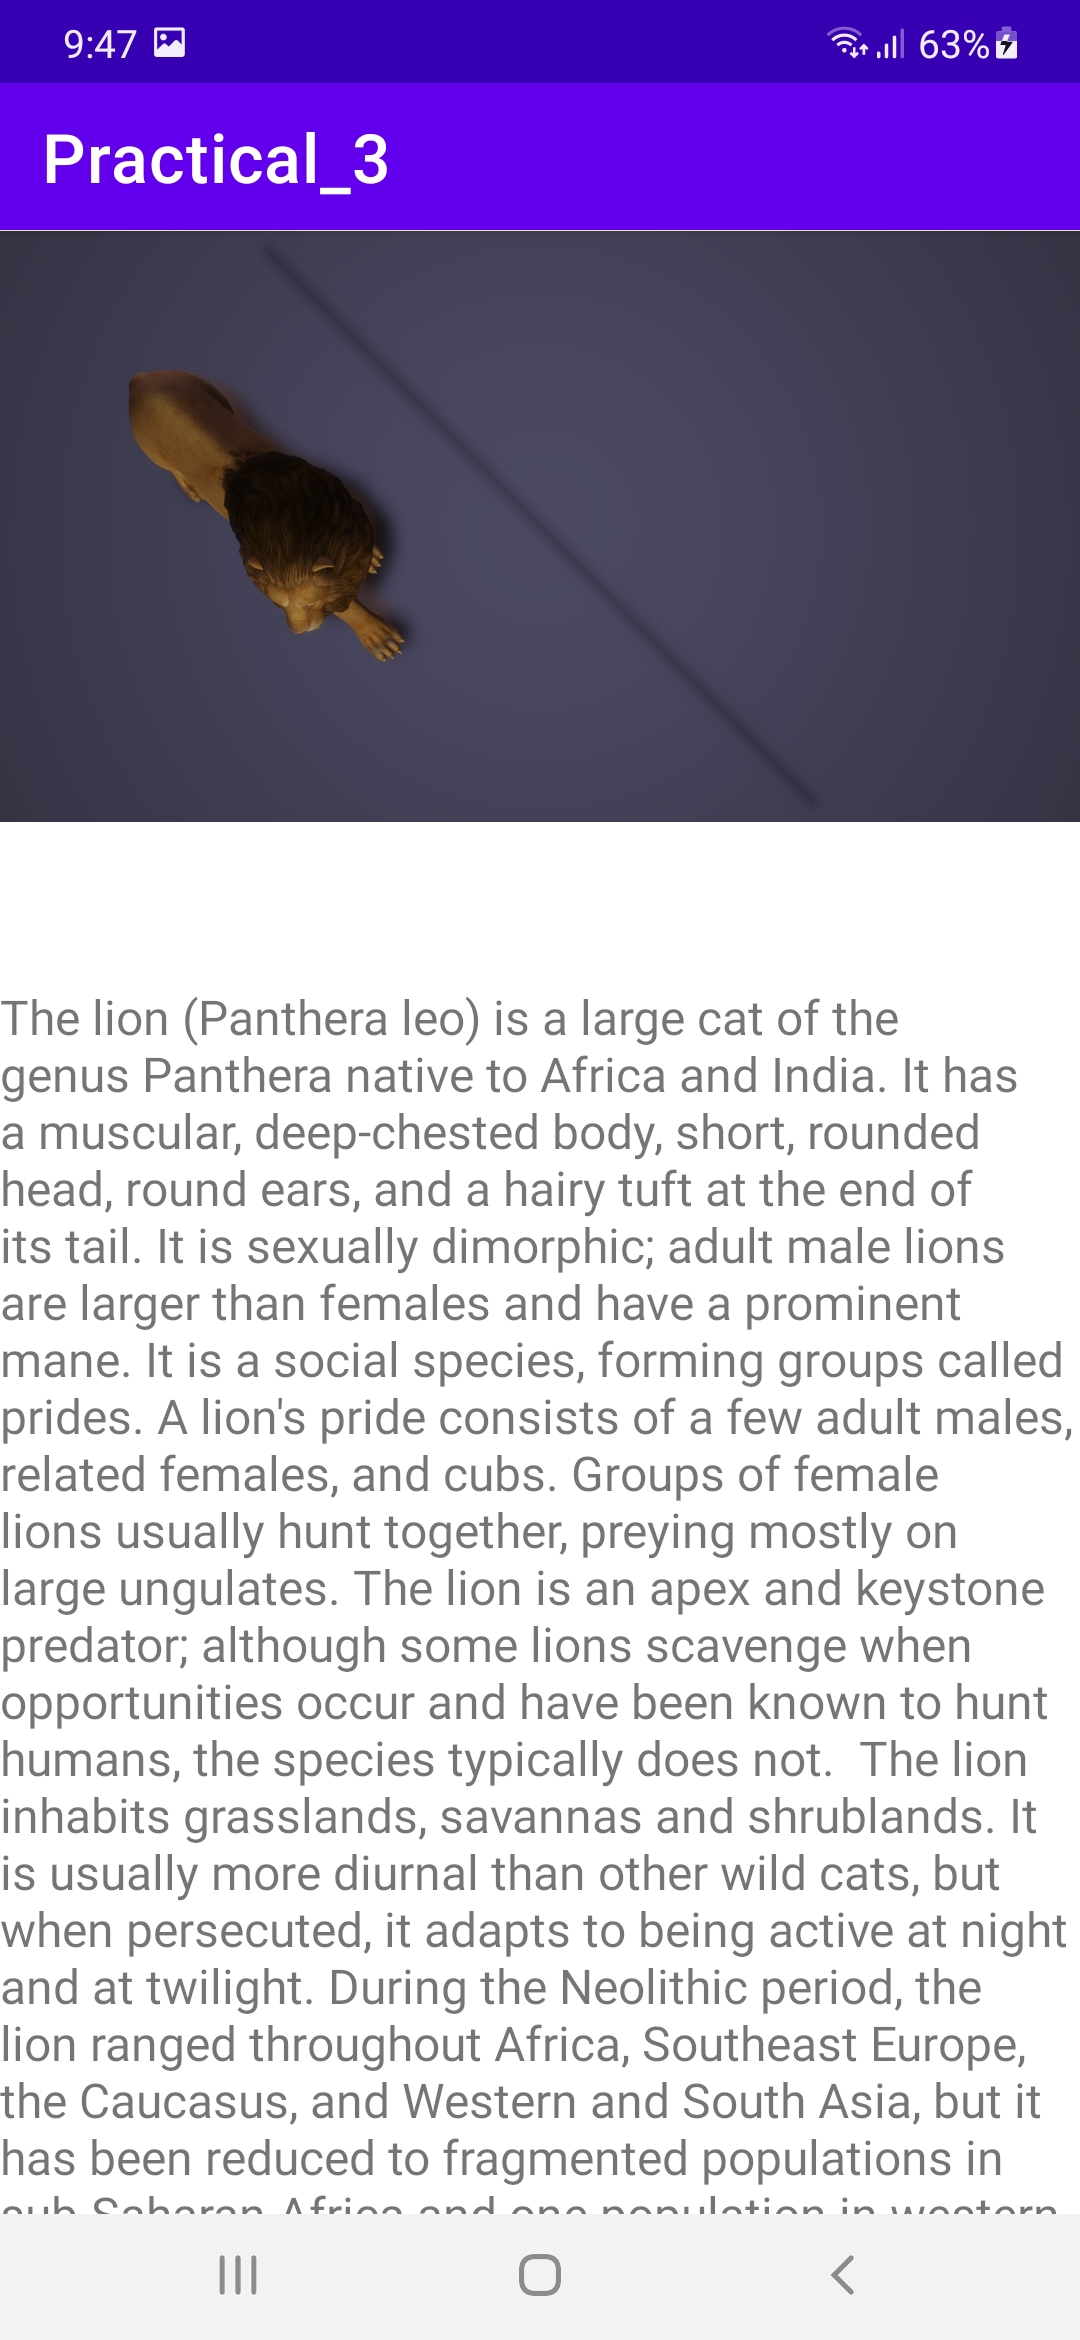 9:47 63%
Practical_3
The lion (Panthera leo) is a large cat of the
genus Panthera native to Africa and India. It has
a muscular, deep-chested body, short, rounded
head, round ears, and a hairy tuft at the end of
its tail. It is sexually dimorphic; adult male lions
are larger than females and have a prominent
mane. It is a social species, forming groups called
prides. A lion's pride consists of a few adult males,
related females, and cubs. Groups of female
lions usually hunt together, preying mostly on
large ungulates. The lion is an apex and keystone
predator; although some lions scavenge when
opportunities occur and have been known to hunt
humans, the species typically does not.  The lion
inhabits grasslands, savannas and shrublands. It
is usually more diurnal than other wild cats, but
when persecuted, it adapts to being active at night
and at twilight. During the Neolithic period, the
lion ranged throughout Africa, Southeast Europe,
the Caucasus, and Western and South Asia, but it
has been reduced to fragmented populations in
sub-Saharan Africa and one population in western